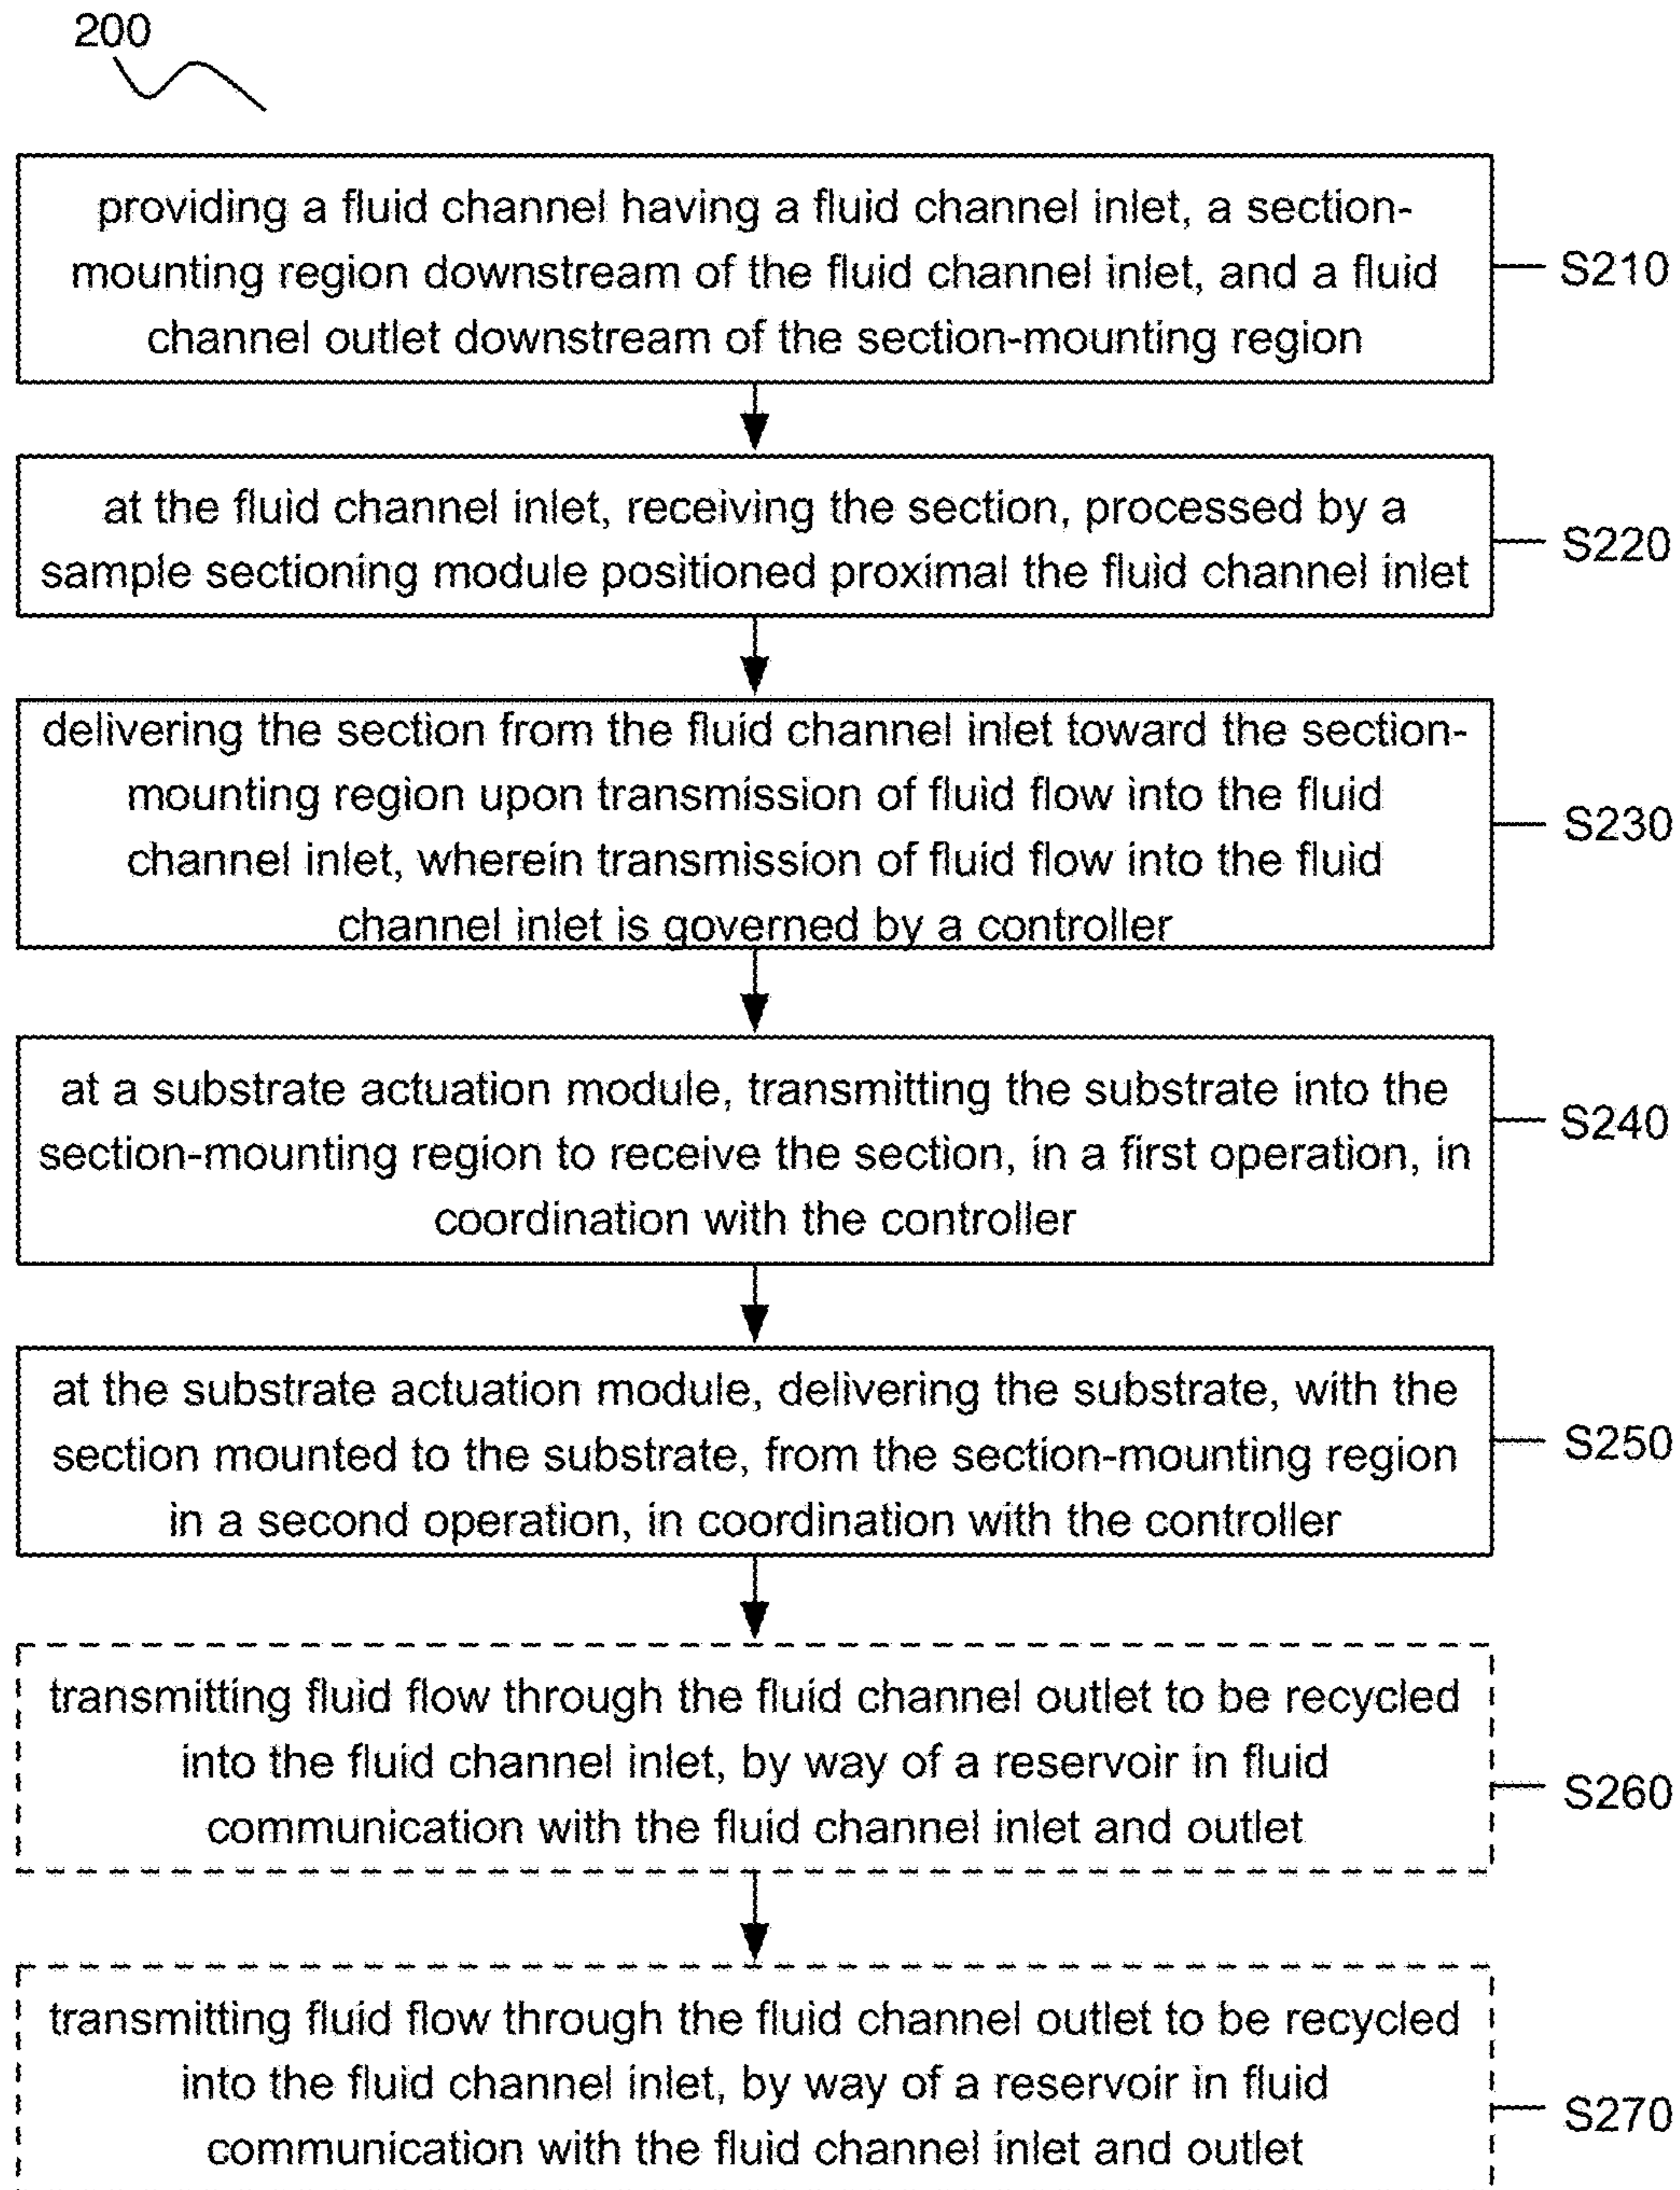 200
providing a fluid channel having a fluid channel inlet, a section-
mounting region downstream of the fluid channel inlet, and a fluid
channel outlet downstream of the section-mounting region
S210
at the fluid channel inlet, receiving the section, processed by a
sample sectioning module positioned proximal the fluid channel inlet
S220
delivering the section from the fluid channel inlet toward the section-
mounting region upon transmission of fluid flow into the fluid
channel inlet, wherein transmission of fluid flow into the fluid
channel inlet is governed by a controller
S230
at a substrate actuation module, transmitting the substrate into the
section-mounting region to receive the section, in a first operation, in
coordination with the controller
S240
at the substrate actuation module, delivering the substrate, with the
section mounted to the substrate, from the section-mounting region
in a second operation, in coordination with the controller
S250
transmitting fluid flow through the fluid channel outlet to be recycled
into the fluid channel inlet, by way of a reservoir in fluid
communication with the fluid channel inlet and outlet
S260
transmitting fluid flow through the fluid channel outlet to be recycled
into the fluid channel inlet, by way of a reservoir in fluid
communication with the fluid channel inlet and outlet
S270